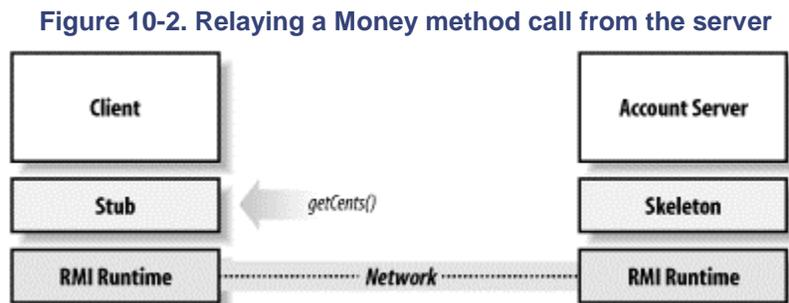 Figure 10-2. Relaying a Money method call from the server
Client
Account Server
Stub
getCents()
Skeleton
RMI Runtime
Network
RMI Runtime